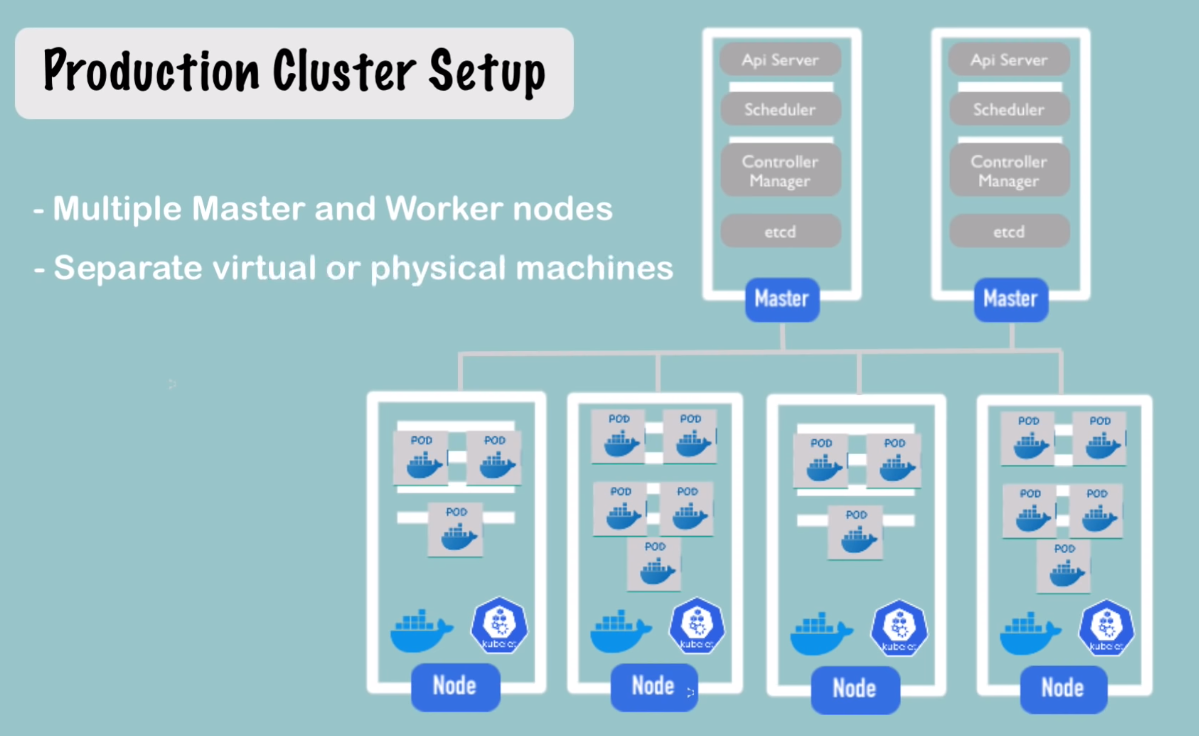 Production Cluster Setup
- Multiple Master and Worker nodes
- Separate virtual or physical machines
Api Server
Scheduler
Controller
Manager
etcd
Master
Api Server
Scheduler
Controller
Manager
etcd
Master
POD POD
POD
kubelet
Node
POD POD
POD POD
POD
kubelet
Node
POD POD
POD
kubelet
Node
POD POD
POD POD
POD
kubelet
Node